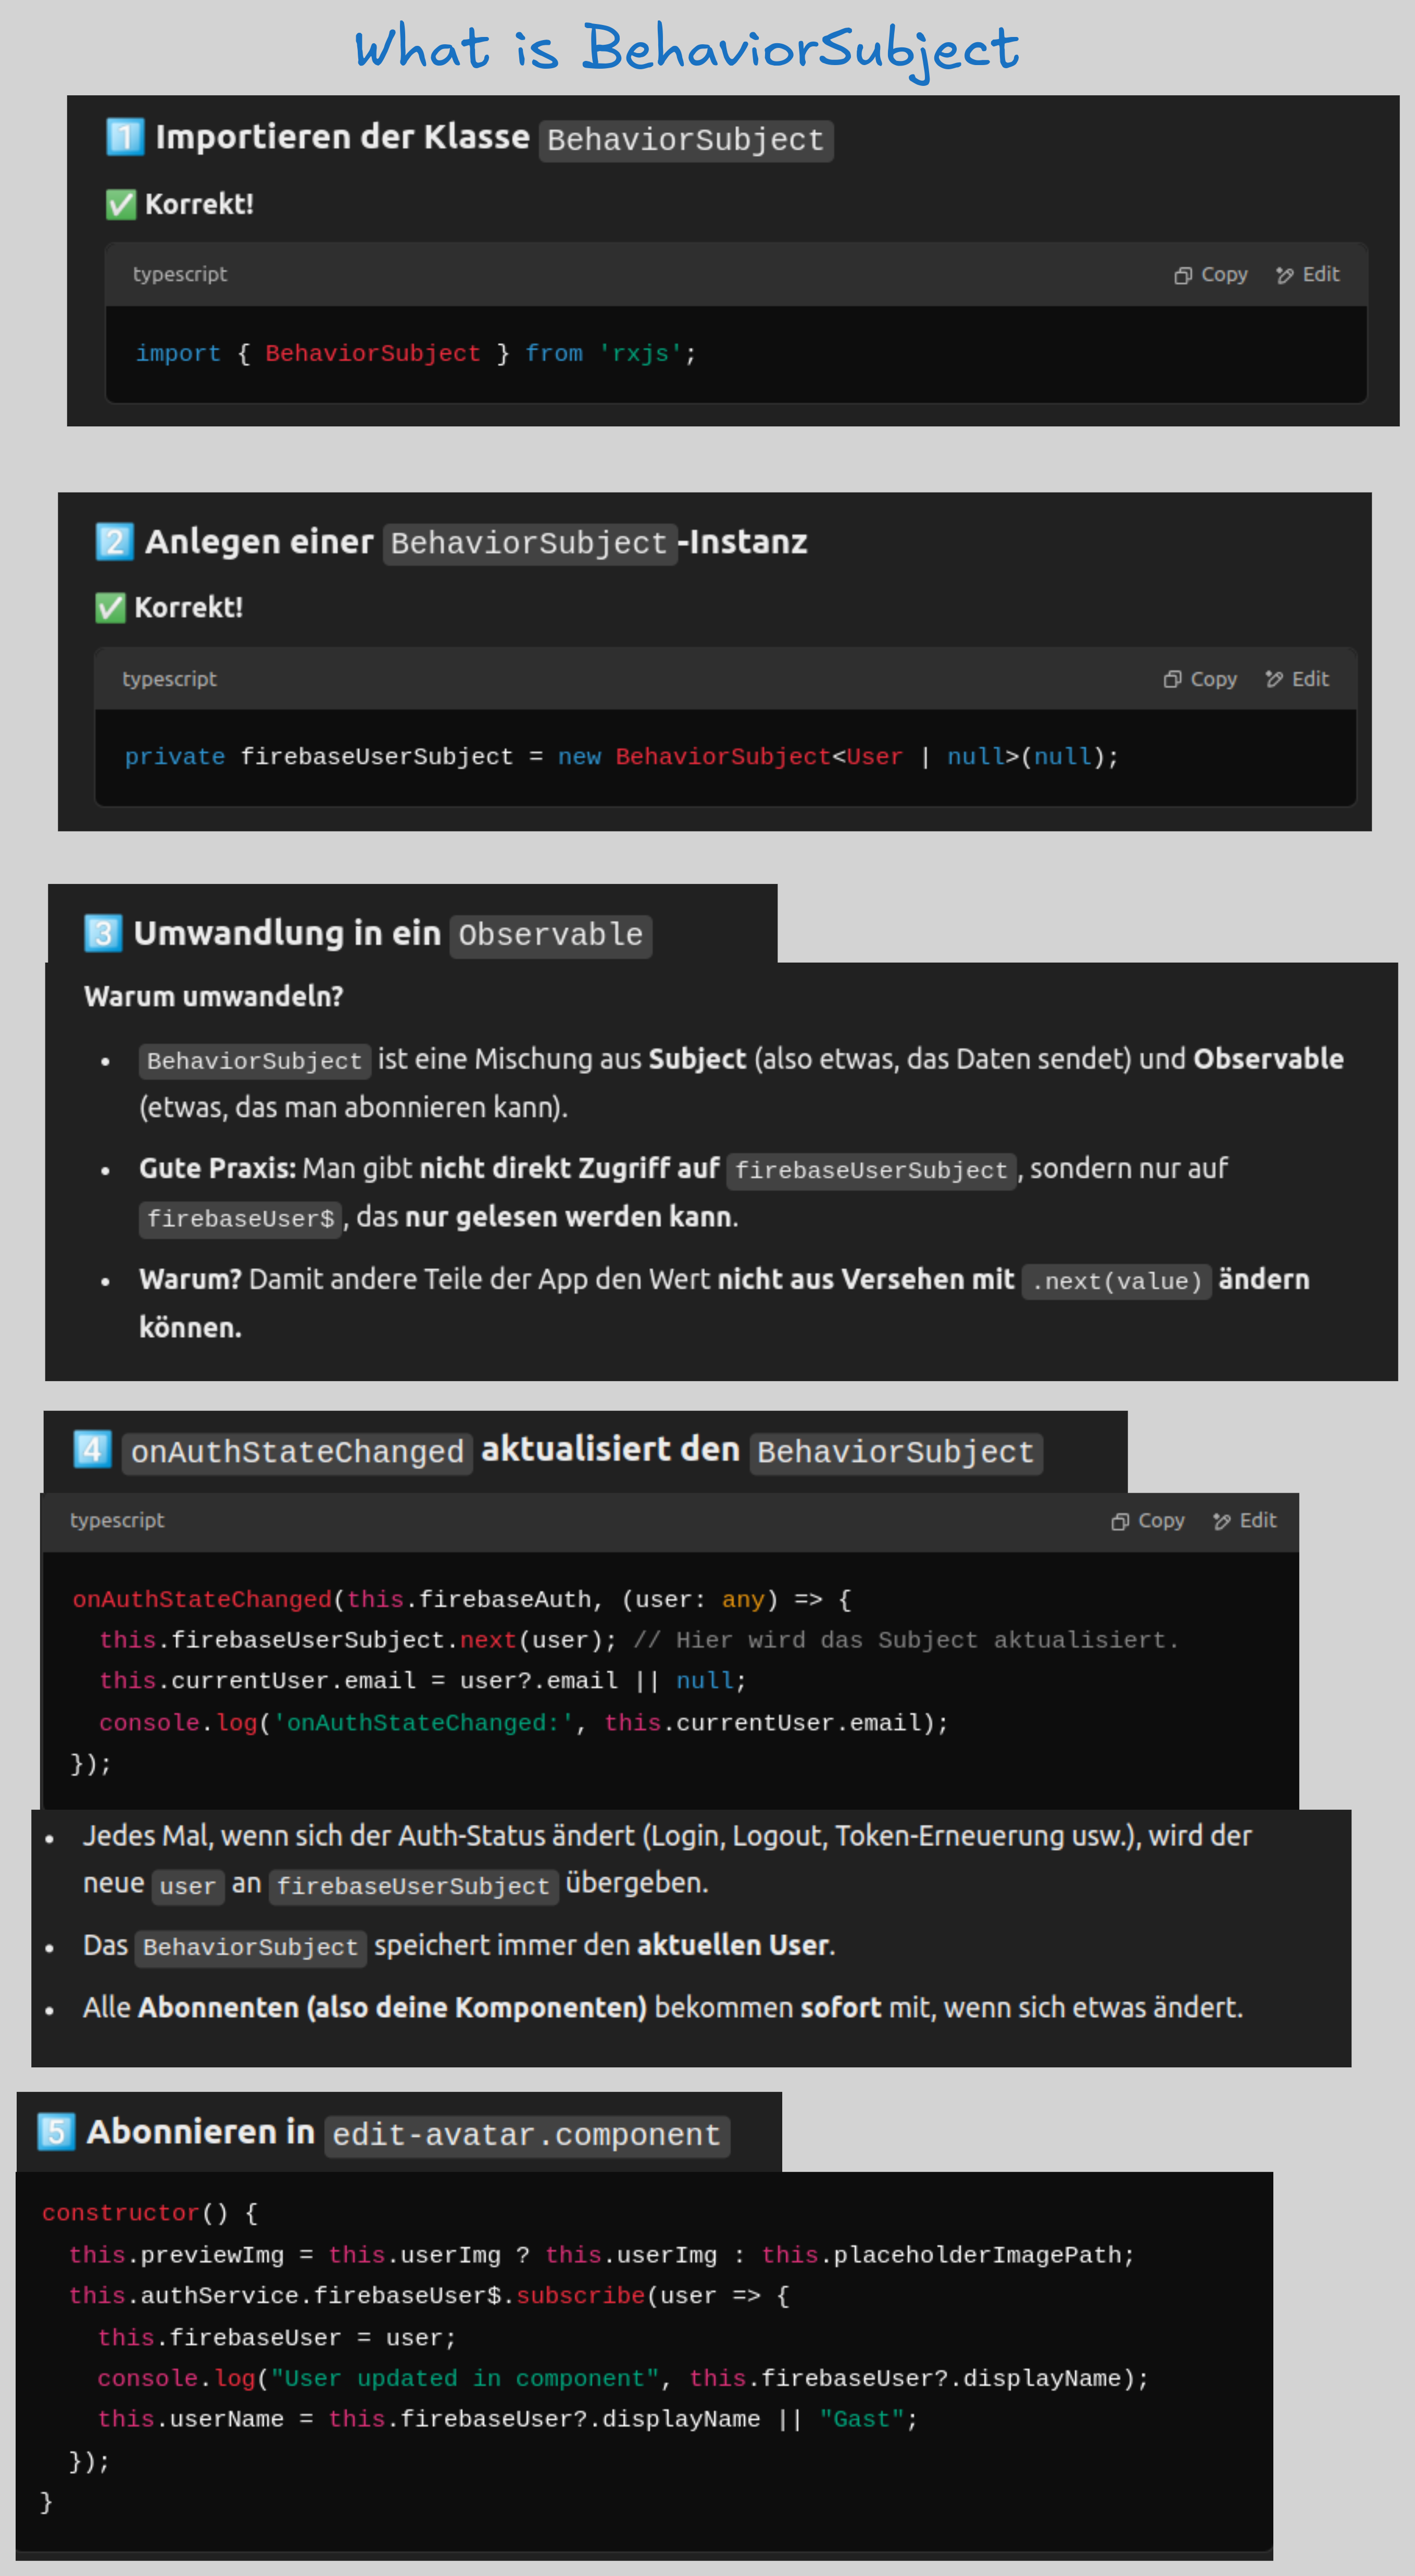 What is BehaviorSubject
1 Importieren der Klasse BehaviorSubject
✅ Korrekt!
typescript Copy Edit
import { BehaviorSubject } from 'rxjs';
2 Anlegen einer BehaviorSubject-Instanz
✅ Korrekt!
typescript Copy Edit
private firebaseUserSubject = new BehaviorSubject<User | null>(null);
3 Umwandlung in ein Observable
Warum umwandeln?
• BehaviorSubject ist eine Mischung aus Subject (also etwas, das Daten sendet) und Observable
(etwas, das man abonnieren kann).
• Gute Praxis: Man gibt nicht direkt Zugriff auf firebaseUserSubject, sondern nur auf
firebaseUser$, das nur gelesen werden kann.
• Warum? Damit andere Teile der App den Wert nicht aus Versehen mit .next(value) ändern
können.
4 onAuthStateChanged aktualisiert den BehaviorSubject
typescript Copy Edit
onAuthStateChanged(this.firebaseAuth, (user: any) => {
this.firebaseUserSubject.next(user); // Hier wird das Subject aktualisiert.
this.currentUser.email = user?.email || null;
console.log('onAuthStateChanged:', this.currentUser.email);
});
• Jedes Mal, wenn sich der Auth-Status ändert (Login, Logout, Token-Erneuerung usw.), wird der
neue user an firebaseUserSubject übergeben.
• Das BehaviorSubject speichert immer den aktuellen User.
• Alle Abonnenten (also deine Komponenten) bekommen sofort mit, wenn sich etwas ändert.
5 Abonnieren in edit-avatar.component
constructor() {
this.previewImg = this.userImg ? this.userImg : this.placeholderImagePath;
this.authService.firebaseUser$.subscribe(user => {
this.firebaseUser = user;
console.log("User updated in component", this.firebaseUser?.displayName);
this.userName = this.firebaseUser?.displayName || "Gast";
});
}